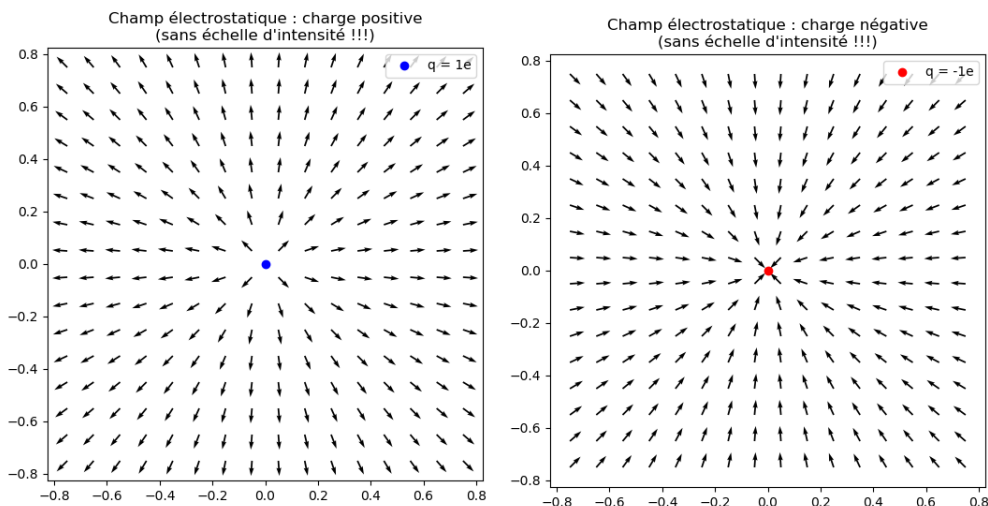 Champ électrostatique : charge positive
(sans échelle d'intensité !!!)
q = 1e
0.8
0.6
0.4
0.2
0.0
−0.2
−0.4
−0.6
−0.8
−0.8 −0.6 −0.4 −0.2 0.0 0.2 0.4 0.6 0.8
Champ électrostatique : charge négative
(sans échelle d'intensité !!!)
q = -1e
0.8
0.6
0.4
0.2
0.0
−0.2
−0.4
−0.6
−0.8
−0.8 −0.6 −0.4 −0.2 0.0 0.2 0.4 0.6 0.8